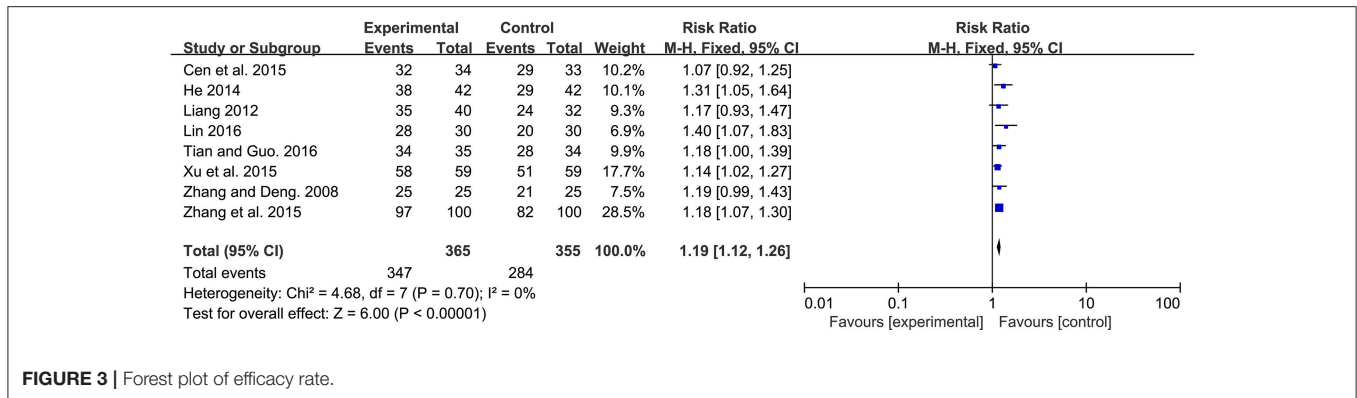 Experimental Control Risk Ratio Risk Ratio
Study or Subgroup Events Total Events Total Weight M-H, Fixed, 95% CI M-H, Fixed, 95% CI
Cen et al. 2015 32 34 29 33 10.2% 1.07 [0.92, 1.25]
He 2014 38 42 29 42 10.1% 1.31 [1.05, 1.64]
Liang 2012 35 40 24 32 9.3% 1.17 [0.93, 1.47]
Lin 2016 28 30 20 30 6.9% 1.40 [1.07, 1.83]
Tian and Guo. 2016 34 35 28 34 9.9% 1.18 [1.00, 1.39]
Xu et al. 2015 58 59 51 59 17.7% 1.14 [1.02, 1.27]
Zhang and Deng. 2008 25 25 21 25 7.5% 1.19 [0.99, 1.43]
Zhang et al. 2015 97 100 82 100 28.5% 1.18 [1.07, 1.30]
Total (95% CI) 365 355 100.0% 1.19 [1.12, 1.26]
Total events 347 284
Heterogeneity: Chi² = 4.68, df = 7 (P = 0.70); I² = 0%
Test for overall effect: Z = 6.00 (P < 0.00001)
0.01 0.1 1 10 100
Favours [experimental] Favours [control]
FIGURE 3 | Forest plot of efficacy rate.